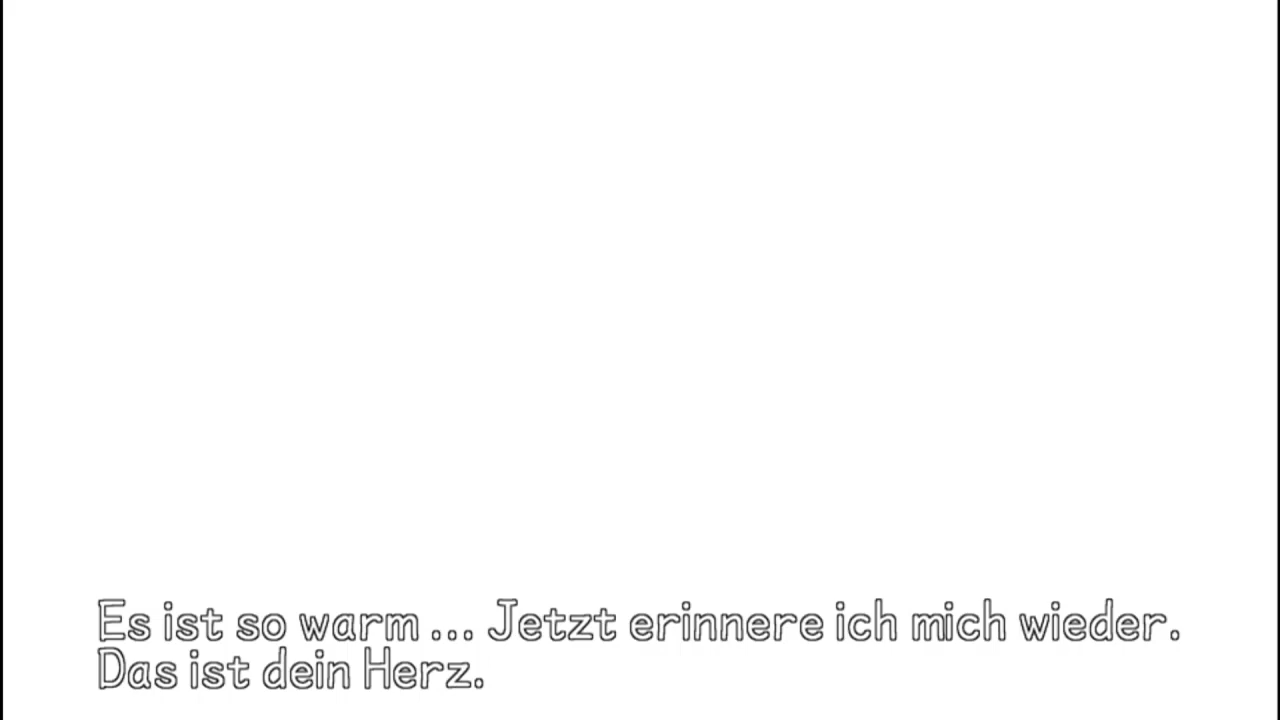 Es ist so warm ... Jetzt erinnere ich mich wieder.
Das ist dein Herz.